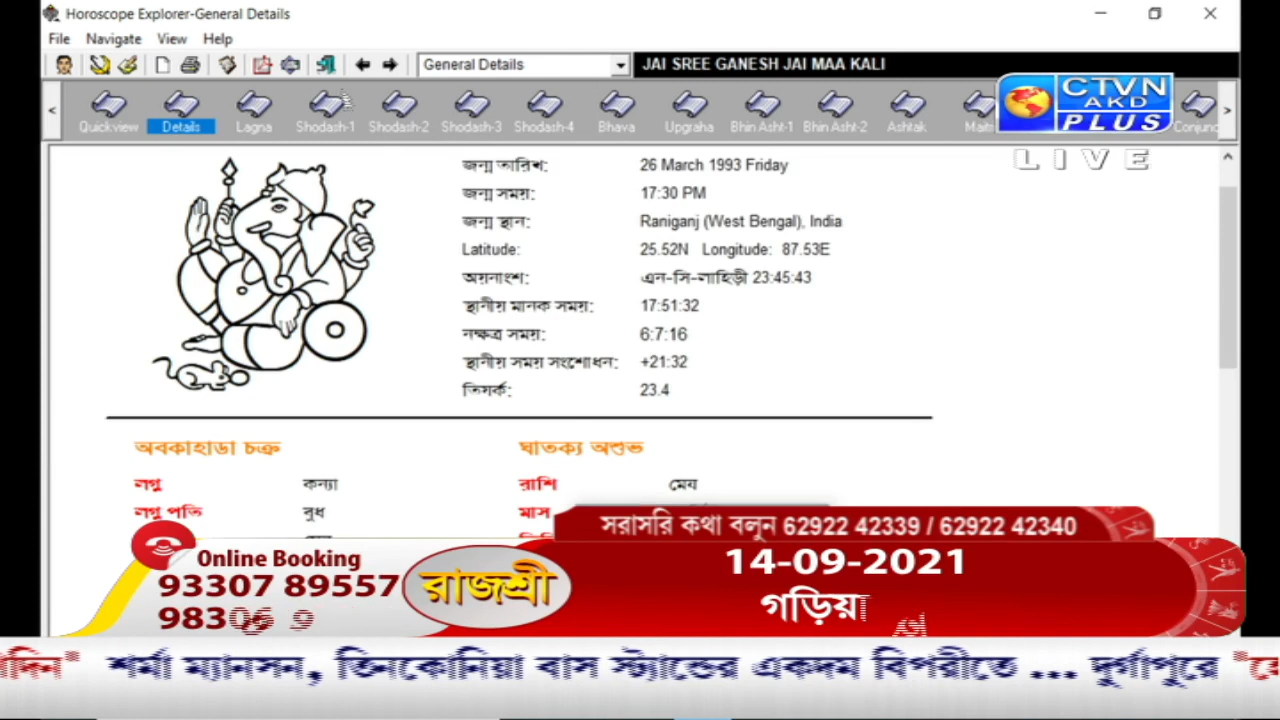 Horoscope Explorer-General Details
File Navigate View Help
General Details
JAI SREE GANESH JAI MAA KALI
Quickview Details Lagna Shodash-1 Shodash-2 Shodash-3 Shodash-4 Bhava Upgraha Bhin Asht-1 Bhin Asht-2 Ashtak
CTVN
AKD
PLUS
LIVE
জন্ম তারিখ: 26 March 1993 Friday
জন্ম সময়: 17:30 PM
জন্ম স্থান: Raniganj (West Bengal), India
Latitude: 25.52N Longitude: 87.53E
অয়নাংশ: এন-সি-লাহিড়ী 23:45:43
স্থানীয় মানক সময়: 17:51:32
নক্ষত্র সময়: 6:7:16
স্থানীয় সময় সংশোধন: +21:32
তির্যক: 23.4
অবকাহাডা চক্র ঘাতক্য অশুভ
লগ্ন কন্যা রাশি মেষ
লগ্ন পতি বুধ মাস
সরাসরি কথা বলুন 62922 42339 / 62922 42340
Online Booking
93307 89557
রাজশ্রী
14-09-2021
গড়িয়া
শর্মা ম্যানসন, তিনকোনিয়া বাস স্ট্যান্ডের একদম বিপরীতে ... দুর্গাপুরে